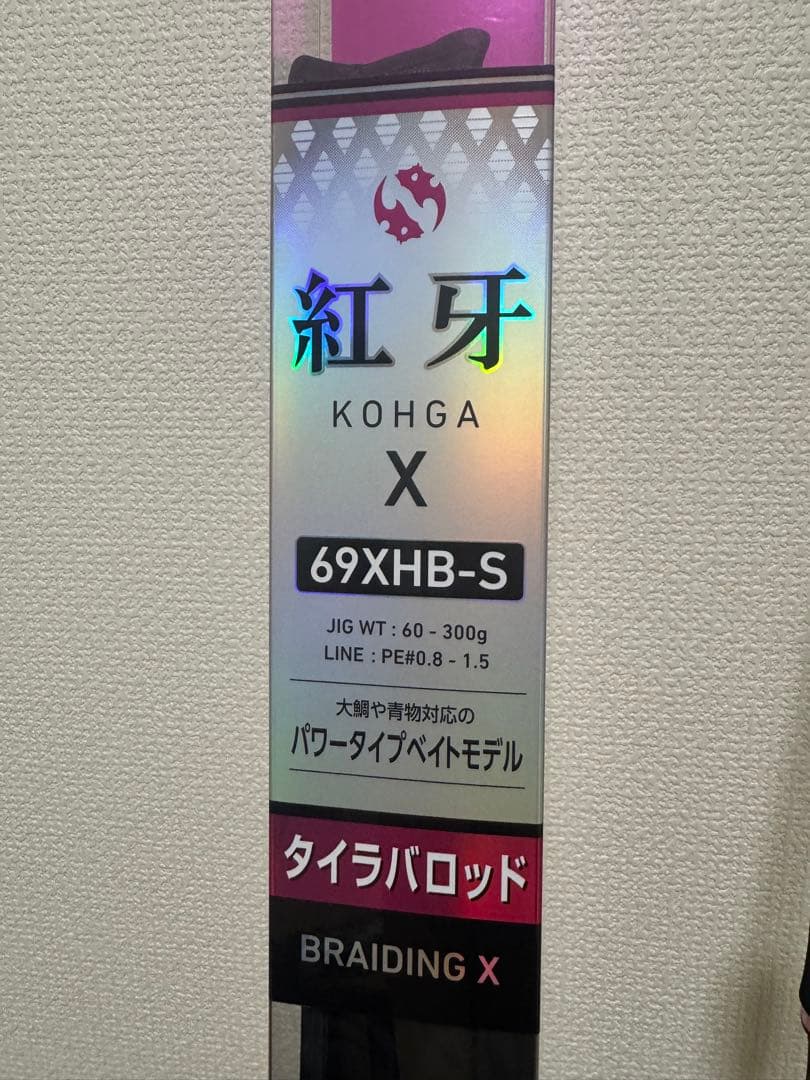 紅牙
KOHGA
X
69XHB-S
JIG WT : 60 - 300g
LINE : PE#0.8 - 1.5
大鯛や青物対応の
パワータイプベイトモデル
タイラバロッド
BRAIDING X